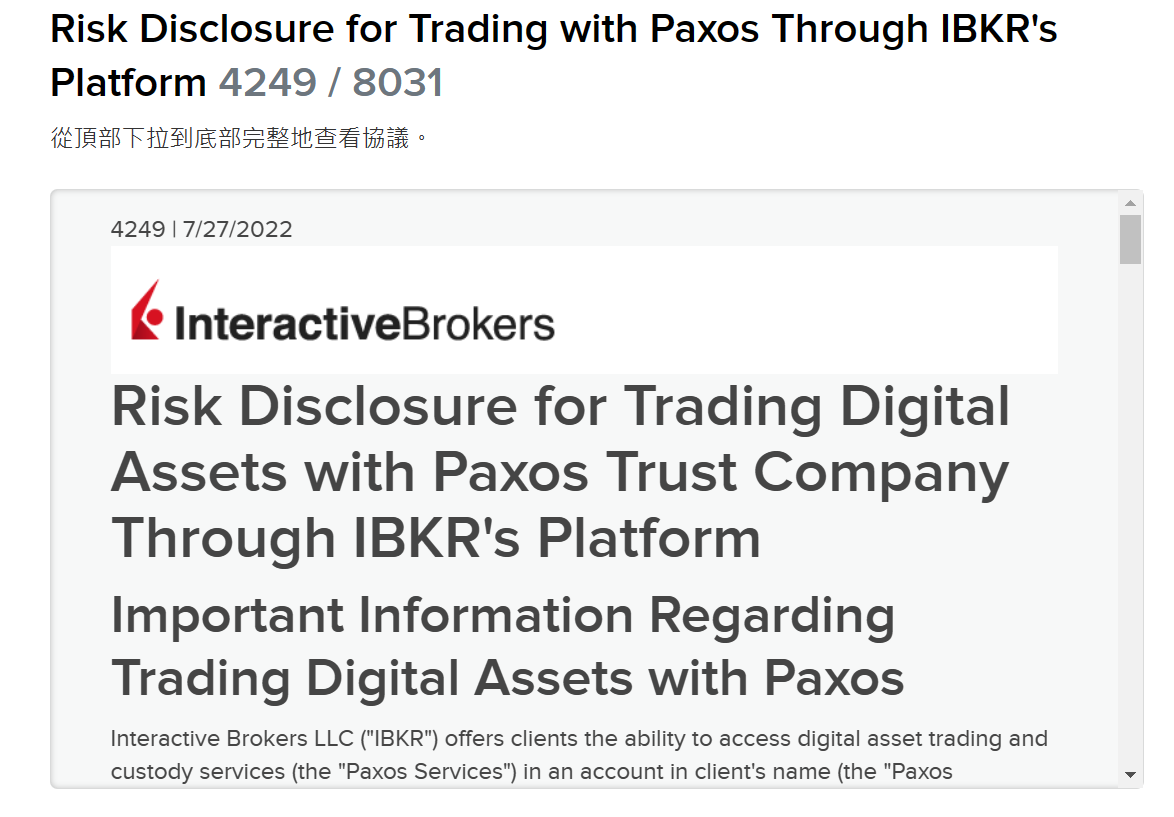 Risk Disclosure for Trading with Paxos Through IBKR's
Platform 4249 / 8031
從頂部下拉到底部完整地查看協議。
4249 | 7/27/2022
InteractiveBrokers
Risk Disclosure for Trading Digital
Assets with Paxos Trust Company
Through IBKR's Platform
Important Information Regarding
Trading Digital Assets with Paxos
Interactive Brokers LLC ("IBKR") offers clients the ability to access digital asset trading and
custody services (the "Paxos Services") in an account in client's name (the "Paxos